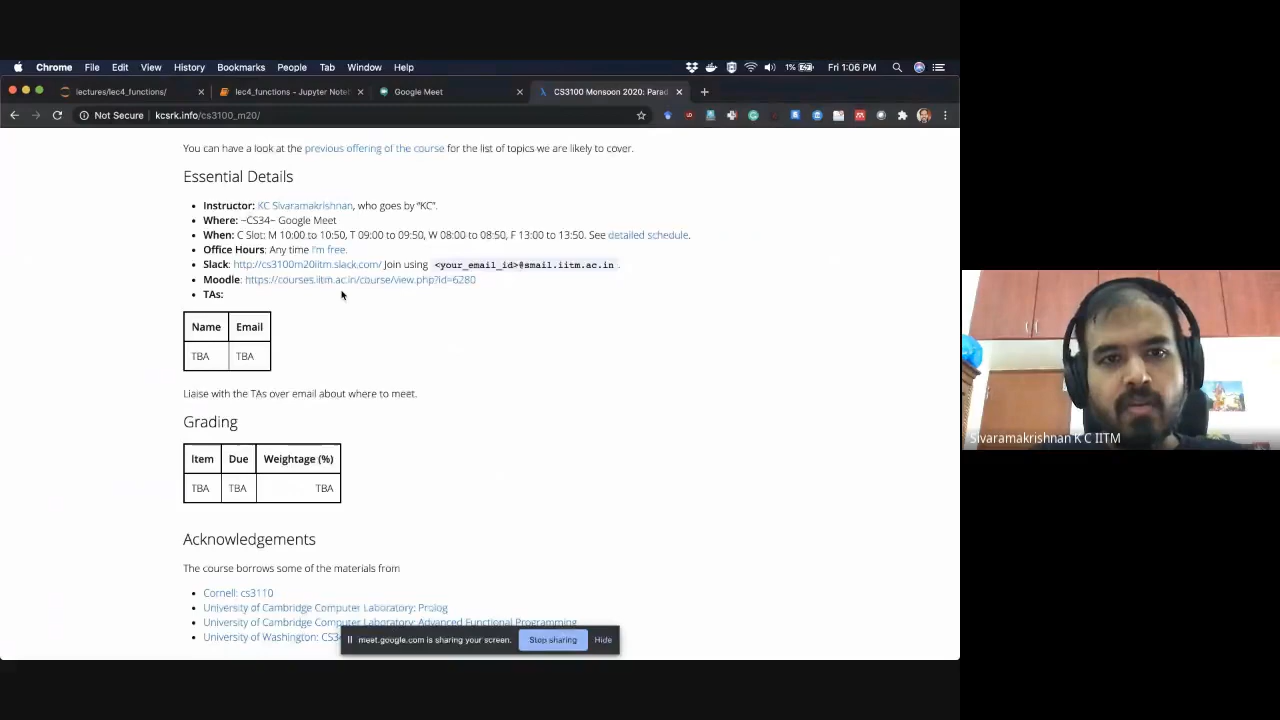 Chrome File Edit View History Bookmarks People Tab Window Help 1% Fri 1:06 PM
lectures/lec4_functions/ lec4_functions - Jupyter Note Google Meet CS3100 Monsoon 2020: Parad
Not Secure kcsrk.info/cs3100_m20/
You can have a look at the previous offering of the course for the list of topics we are likely to cover.
Essential Details
• Instructor: KC Sivaramakrishnan, who goes by “KC”.
• Where: ~CS34~ Google Meet
• When: C Slot: M 10:00 to 10:50, T 09:00 to 09:50, W 08:00 to 08:50, F 13:00 to 13:50. See detailed schedule.
• Office Hours: Any time I'm free.
• Slack: http://cs3100m20iitm.slack.com/ Join using <your_email_id>@smail.iitm.ac.in.
• Moodle: https://courses.iitm.ac.in/course/view.php?id=6280
• TAs:
Name Email
TBA TBA
Liaise with the TAs over email about where to meet.
Grading
Item Due Weightage (%)
TBA TBA TBA
Acknowledgements
The course borrows some of the materials from
• Cornell: cs3110
• University of Cambridge Computer Laboratory: Prolog
• University of Cambridge Computer Laboratory: Advanced Functional Programming
• University of Washington: CS34
meet.google.com is sharing your screen. Stop sharing Hide
Sivaramakrishnan K C IITM